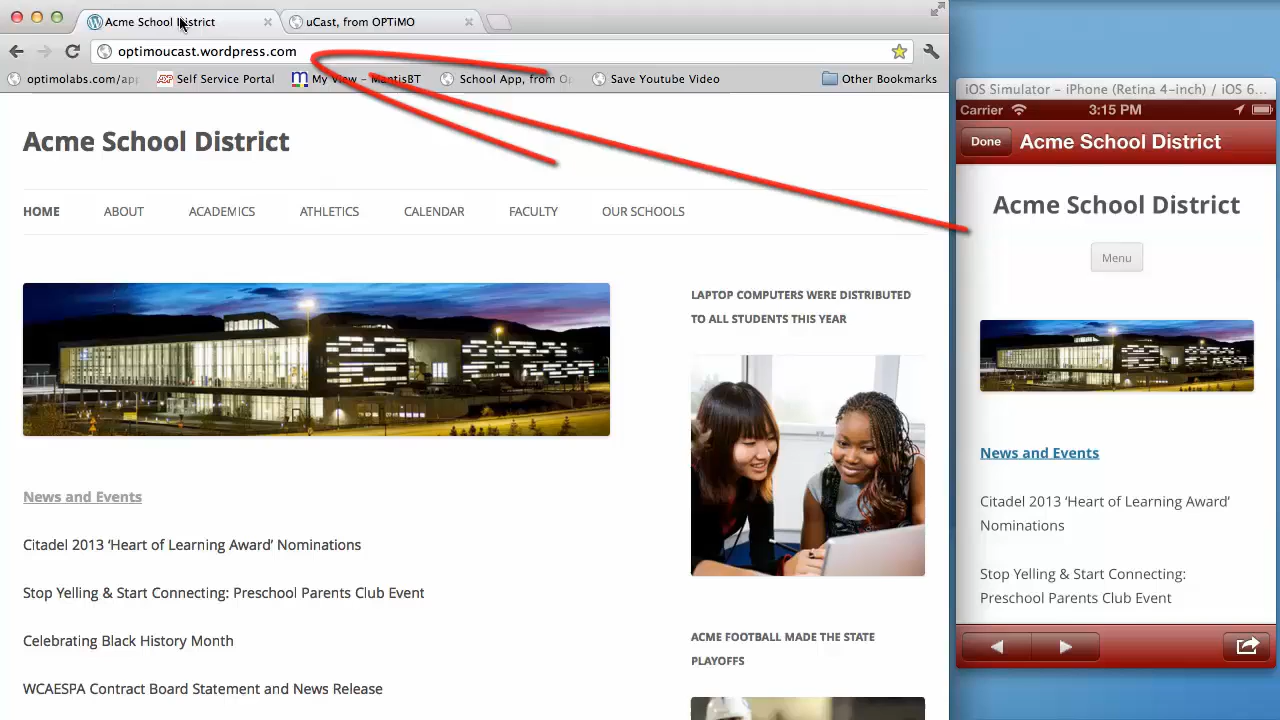 Acme School District
uCast, from OPTiMO
optimoucast.wordpress.com
optimolabs.com/ap
Self Service Portal
My View – MantisBT
School App, from O
Save Youtube Video
Other Bookmarks
Acme School District
HOME ABOUT ACADEMICS ATHLETICS CALENDAR FACULTY OUR SCHOOLS
News and Events
Citadel 2013 ‘Heart of Learning Award’ Nominations
Stop Yelling & Start Connecting: Preschool Parents Club Event
Celebrating Black History Month
WCAESPA Contract Board Statement and News Release
LAPTOP COMPUTERS WERE DISTRIBUTED
TO ALL STUDENTS THIS YEAR
ACME FOOTBALL MADE THE STATE
PLAYOFFS
iOS Simulator – iPhone (Retina 4-inch) / iOS 6...
Carrier 3:15 PM
Done Acme School District
Acme School District
Menu
News and Events
Citadel 2013 ‘Heart of Learning Award’
Nominations
Stop Yelling & Start Connecting:
Preschool Parents Club Event